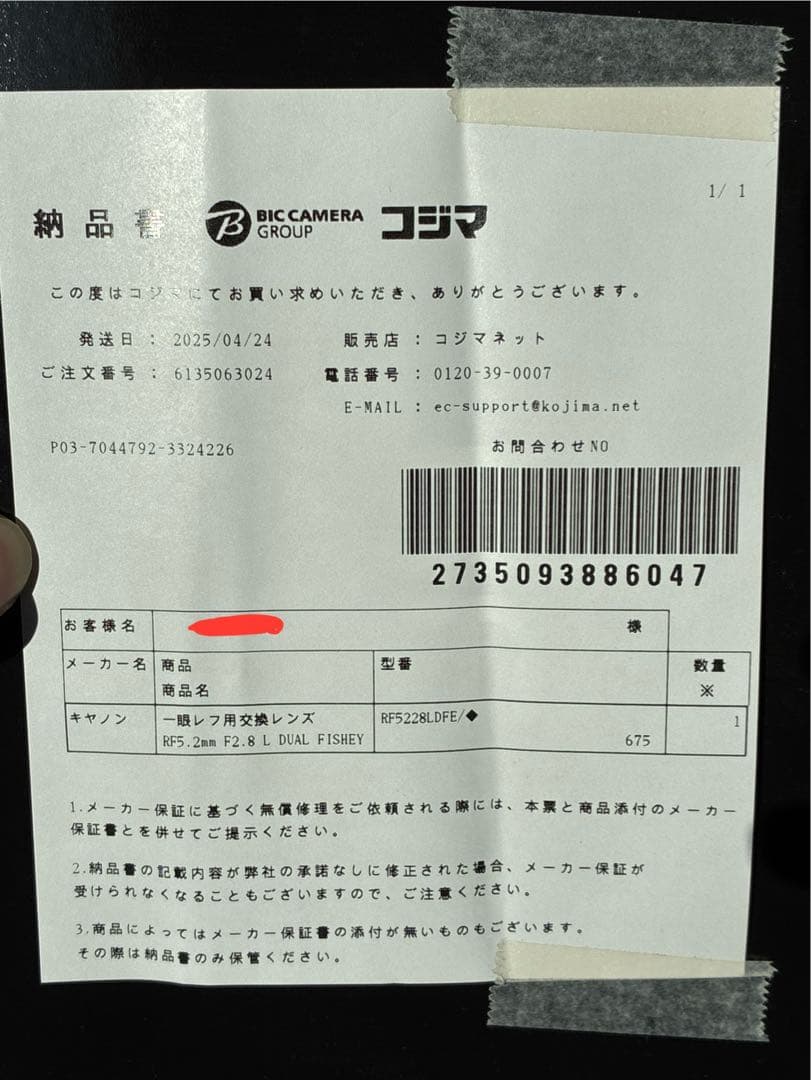 1/ 1
納品書 BIC CAMERA GROUP コジマ
この度はコジマにてお買い求めいただき、ありがとうございます。
発送日 : 2025/04/24 販売店 : コジマネット
ご注文番号 : 6135063024 電話番号 : 0120-39-0007
E-MAIL : ec-support@kojima.net
P03-7044792-3324226 お問合わせNO
2735093886047
お客様名 様
メーカー名 商品 型番 数量
商品名 ※
キヤノン 一眼レフ用交換レンズ RF5228LDFE/◆ 1
RF5.2mm F2.8 L DUAL FISHEY 675
1.メーカー保証に基づく無償修理をご依頼される際には、本票と商品添付のメーカー
保証書とを併せてご提示ください。
2.納品書の記載内容が弊社の承諾なしに修正された場合、メーカー保証が
受けられなくなることもございますので、ご注意ください。
3.商品によってはメーカー保証書の添付が無いものもございます。
その際は納品書のみ保管ください。